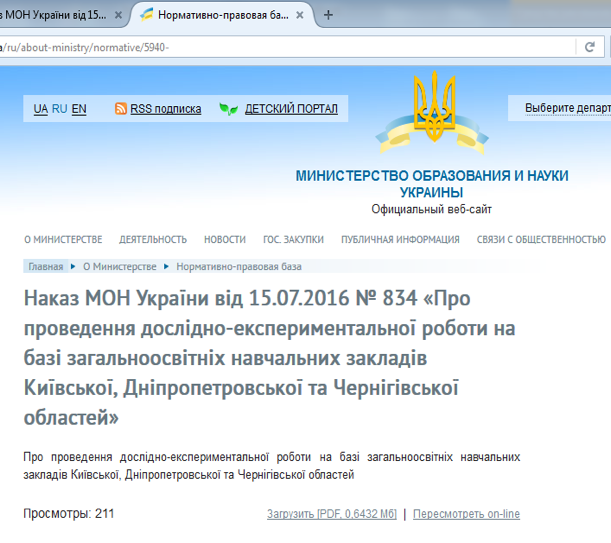 в МОН України від 15....
Нормативно-правовая ба...
/ru/about-ministry/normative/5940-
UA RU EN
RSS подписка
ДЕТСКИЙ ПОРТАЛ
Выберите департ
МИНИСТЕРСТВО ОБРАЗОВАНИЯ И НАУКИ
УКРАИНЫ
Официальный веб-сайт
О МИНИСТЕРСТВЕ ДЕЯТЕЛЬНОСТЬ НОВОСТИ ГОС. ЗАКУПКИ ПУБЛИЧНАЯ ИНФОРМАЦИЯ СВЯЗИ С ОБЩЕСТВЕННОСТЬЮ
Главная О Министерстве Нормативно-правовая база
Наказ МОН України від 15.07.2016 № 834 «Про
проведення дослідно-експериментальної роботи на
базі загальноосвітніх навчальних закладів
Київської, Дніпропетровської та Чернігівської
областей»
Про проведення дослідно-експериментальної роботи на базі загальноосвітніх навчальних
закладів Київської, Дніпропетровської та Чернігівської областей
Просмотры: 211
Загрузить [PDF, 0,6432 Мб] | Пересмотреть on-line